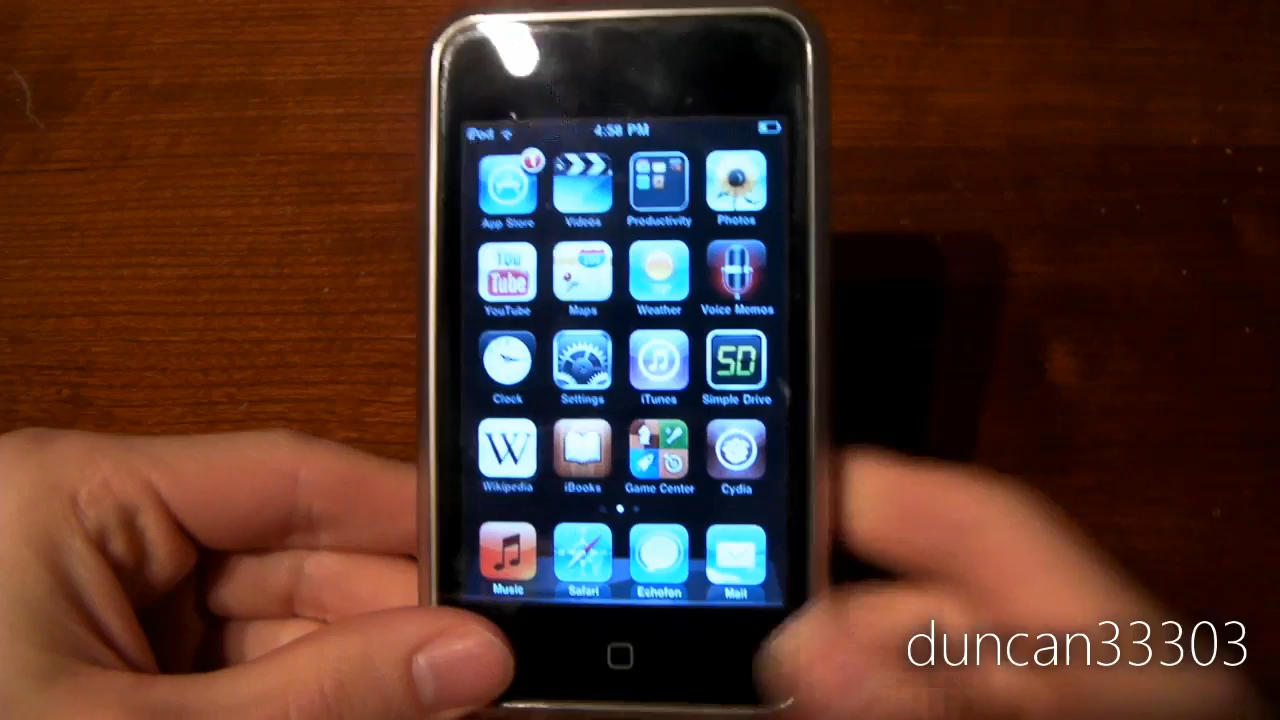 iPod 4:58 PM
1
App Store Videos Productivity Photos
You
Tube
YouTube Maps Weather Voice Memos
SD
Clock Settings iTunes Simple Drive
W
Wikipedia iBooks Game Center Cydia
Music Safari Echofon Mail
duncan33303